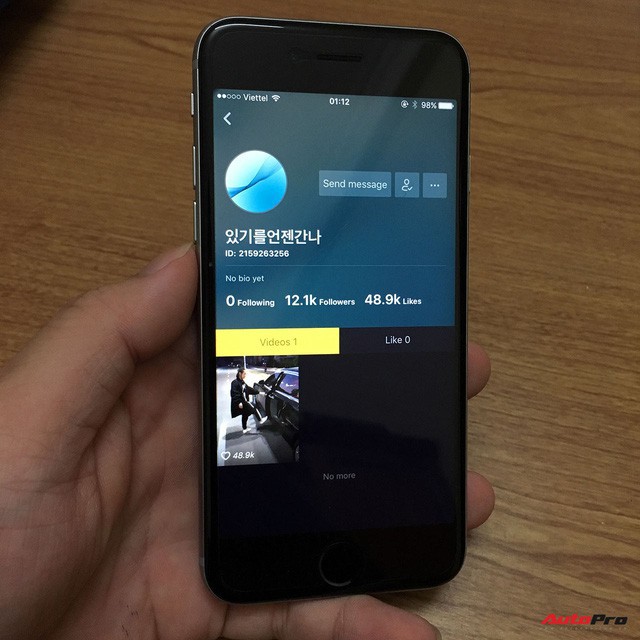 Viettel 01:12 98%
Send message
있기를언젠간나
ID: 2159263256
No bio yet
0 Following 12.1k Followers 48.9k Likes
Videos 1 Like 0
48.9k
No more
AutoPro